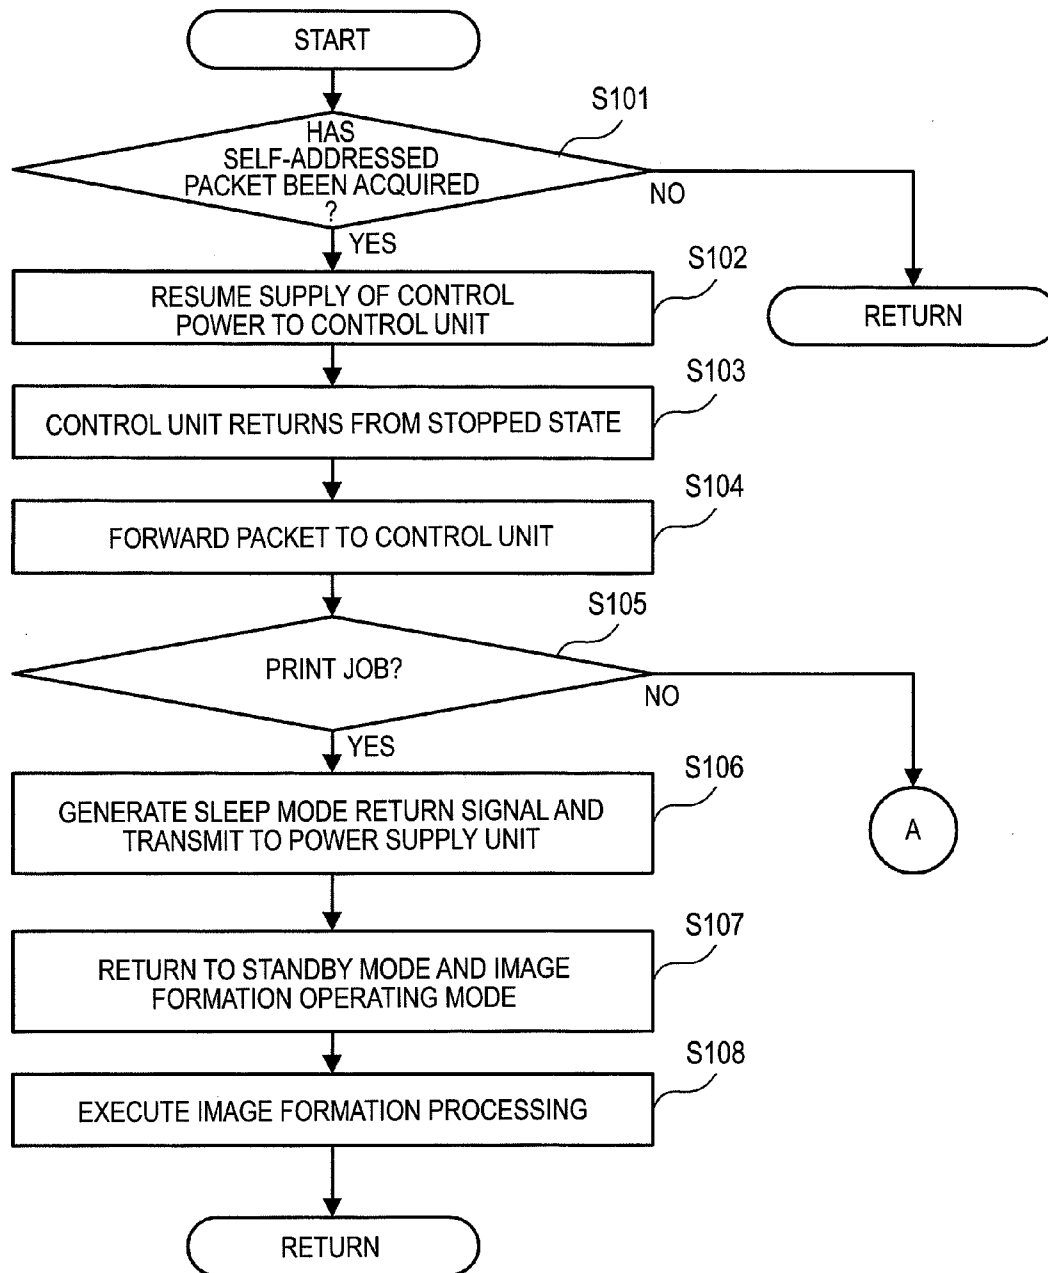 START
S101
HAS
SELF-ADDRESSED
PACKET BEEN ACQUIRED
?
NO
YES
S102
RESUME SUPPLY OF CONTROL
POWER TO CONTROL UNIT
RETURN
S103
CONTROL UNIT RETURNS FROM STOPPED STATE
S104
FORWARD PACKET TO CONTROL UNIT
S105
PRINT JOB?
NO
YES
S106
GENERATE SLEEP MODE RETURN SIGNAL AND
TRANSMIT TO POWER SUPPLY UNIT
A
S107
RETURN TO STANDBY MODE AND IMAGE
FORMATION OPERATING MODE
S108
EXECUTE IMAGE FORMATION PROCESSING
RETURN